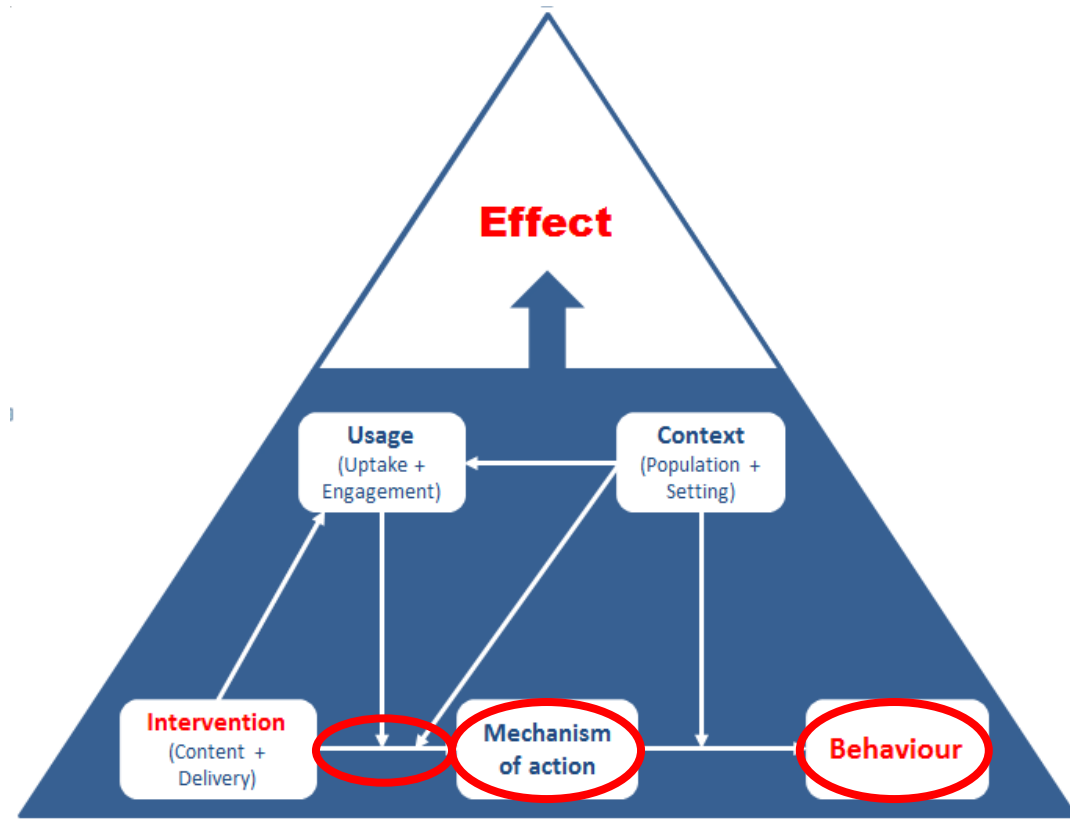 Effect
Usage
(Uptake +
Engagement)
Context
(Population +
Setting)
Intervention
(Content +
Delivery)
Mechanism
of action
Behaviour